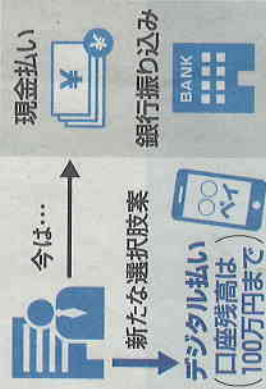 今は…
現金払い
銀行振り込み
BANK
新たな選択肢案
デジタル払い
(口座残高は
100万円まで)
○○
ペイ